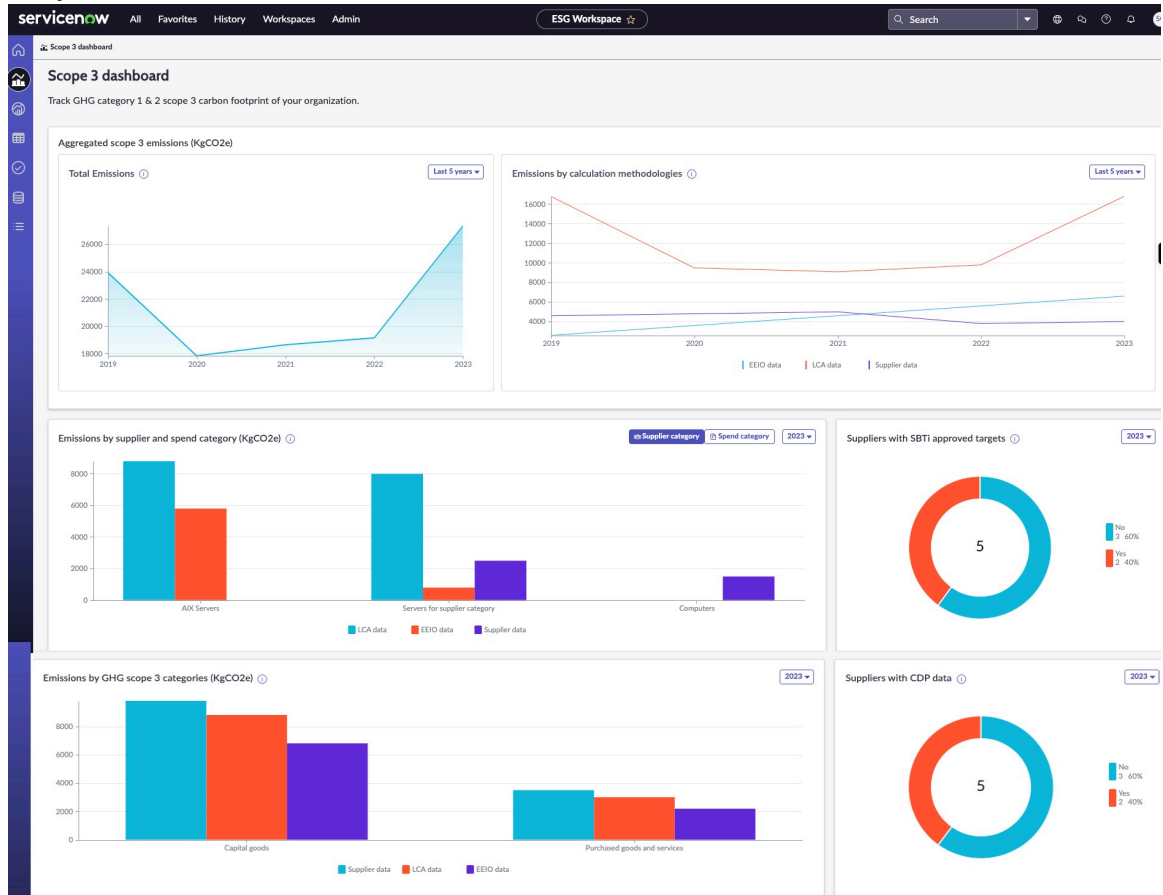 servicenow All Favorites History Workspaces Admin ESG Workspace Search
Scope 3 dashboard
Scope 3 dashboard
Track GHG category 1 & 2 scope 3 carbon footprint of your organization.
Aggregated scope 3 emissions (KgCO2e)
Total Emissions Last 5 years
26000
24000
22000
20000
18000
2019 2020 2021 2022 2023
Emissions by calculation methodologies Last 5 years
16000
14000
12000
10000
8000
6000
4000
2019 2020 2021 2022 2023
EEIO data LCA data Supplier data
Emissions by supplier and spend category (KgCO2e) Supplier category Spend category 2023
8000
6000
4000
2000
0
AIX Servers Servers for supplier category Computers
LCA data EEIO data Supplier data
Suppliers with SBTi approved targets 2023
5
No
3 60%
Yes
2 40%
Emissions by GHG scope 3 categories (KgCO2e) 2023
8000
6000
4000
2000
0
Capital goods Purchased goods and services
Supplier data LCA data EEIO data
Suppliers with CDP data 2023
5
No
3 60%
Yes
2 40%